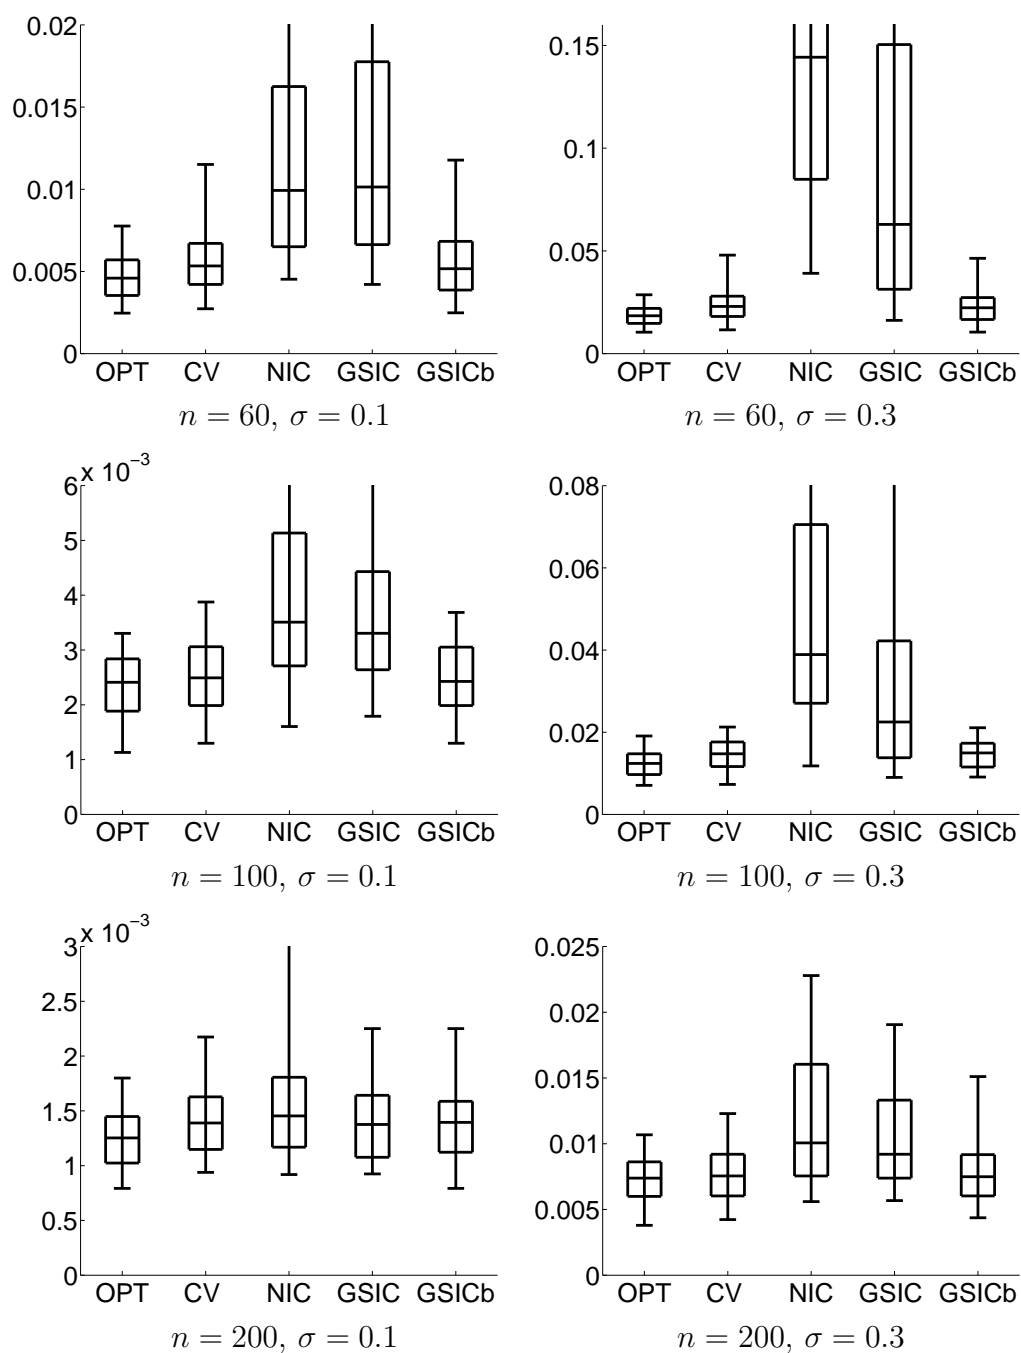 0.02
0.015
0.01
0.005
0
OPT CV NIC GSIC GSICb
n = 60, σ = 0.1
0.15
0.1
0.05
0
OPT CV NIC GSIC GSICb
n = 60, σ = 0.3
x 10−3
6
5
4
3
2
1
0
OPT CV NIC GSIC GSICb
n = 100, σ = 0.1
0.08
0.06
0.04
0.02
0
OPT CV NIC GSIC GSICb
n = 100, σ = 0.3
x 10−3
3
2.5
2
1.5
1
0.5
0
OPT CV NIC GSIC GSICb
n = 200, σ = 0.1
0.025
0.02
0.015
0.01
0.005
0
OPT CV NIC GSIC GSICb
n = 200, σ = 0.3